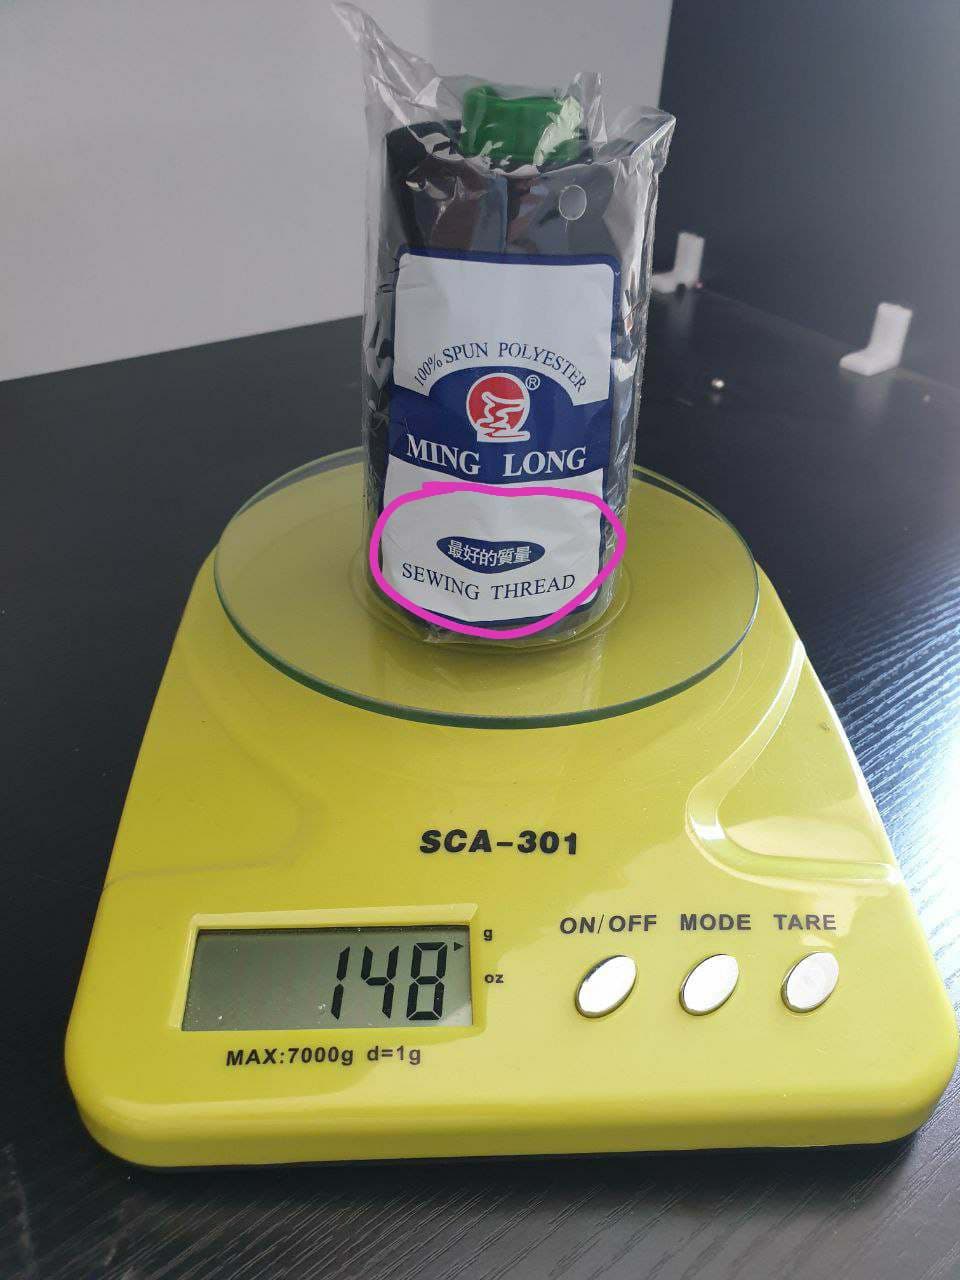 100% SPUN POLYESTER
®
MING LONG
最好的質量
SEWING THREAD
SCA-301
ON/OFF MODE TARE
148
g
oz
MAX:7000g d=1g